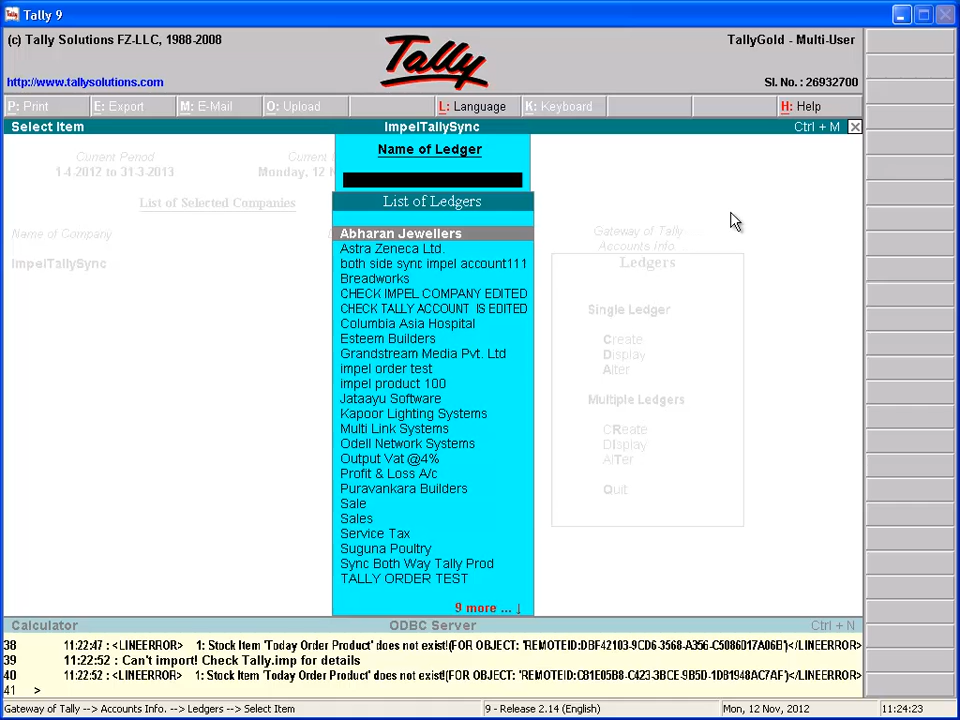 Tally 9
(c) Tally Solutions FZ-LLC, 1988-2008
Tally
TallyGold - Multi-User
http://www.tallysolutions.com
Sl. No. : 26932700
P: Print
E: Export
M: E-Mail
O: Upload
L: Language
K: Keyboard
H: Help
Select Item
ImpelTallySync
Ctrl + M
Current Period
1-4-2012 to 31-3-2013
Monday, 12 N
List of Selected Companies
Name of Company
ImpelTallySync
Name of Ledger
List of Ledgers
Abharan Jewellers
Astra Zeneca Ltd.
both side sync impel account111
Breadworks
CHECK IMPEL COMPANY EDITED
CHECK TALLY ACCOUNT IS EDITED
Columbia Asia Hospital
Esteem Builders
Grandstream Media Pvt. Ltd
impel order test
impel product 100
Jataayu Software
Kapoor Lighting Systems
Multi Link Systems
Odell Network Systems
Output Vat @4%
Profit & Loss A/c
Puravankara Builders
Sale
Sales
Service Tax
Suguna Poultry
Sync Both Way Tally Prod
TALLY ORDER TEST
9 more ... ↓
Gateway of Tally
Accounts Info.
Ledgers
Single Ledger
Create
Display
Alter
Multiple Ledgers
CReate
DIsplay
AlTer
Quit
Calculator
ODBC Server
Ctrl + N
38 11:22:47 : <LINEERROR> 1: Stock Item 'Today Order Product' does not exist!(FOR OBJECT: 'REMOTEID:DBF42103-9CD6-3568-A356-C5086D17A06B')</LINEERROR>
39 11:22:52 : Can't import! Check Tally.imp for details
40 11:22:52 : <LINEERROR> 1: Stock Item 'Today Order Product' does not exist!(FOR OBJECT: 'REMOTEID:C81E05B8-C423-3BCE-9B5D-1DB1948AC7AF')</LINEERROR>
41 >
Gateway of Tally --> Accounts Info. --> Ledgers --> Select Item
9 - Release 2.14 (English)
Mon, 12 Nov, 2012
11:24:23